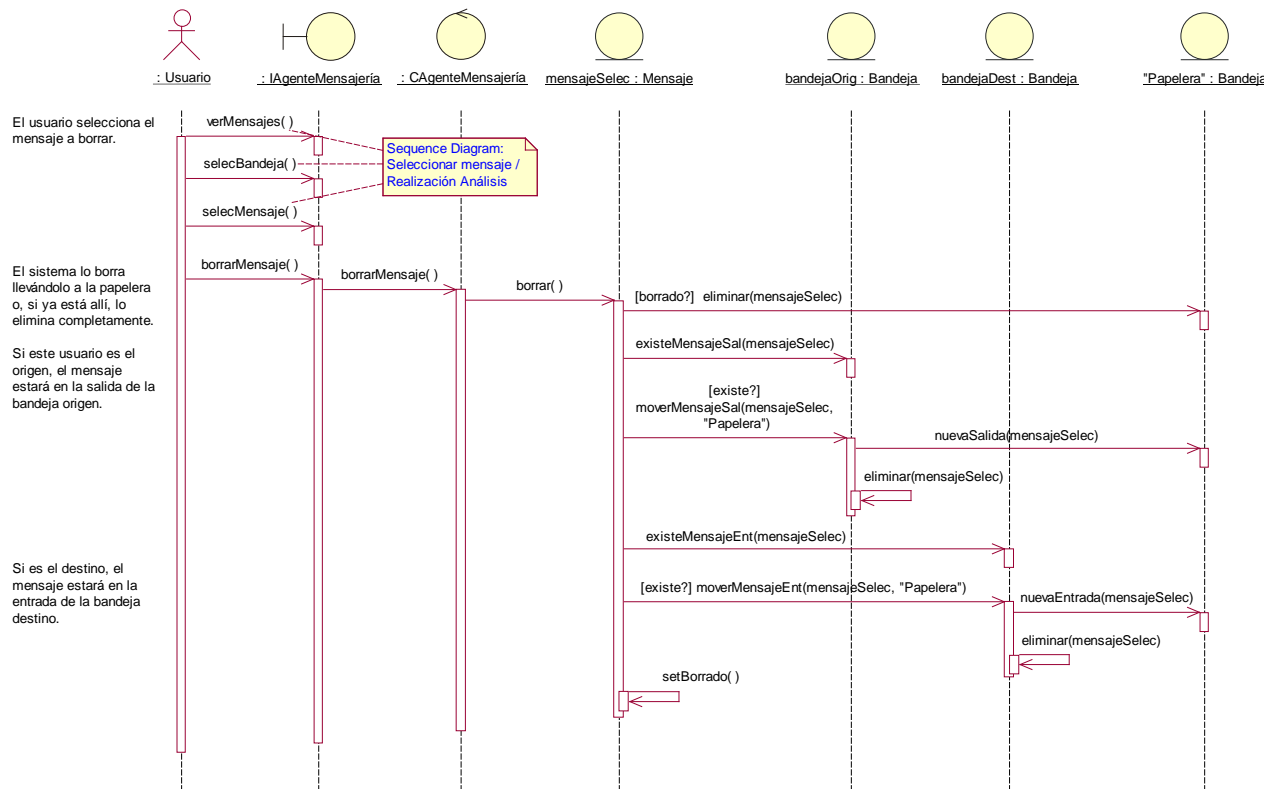 : Usuario
: IAgenteMensajería
: CAgenteMensajería
mensajeSelec : Mensaje
bandejaOrig : Bandeja
bandejaDest : Bandeja
"Papelera" : Bandeja
El usuario selecciona el
mensaje a borrar.
verMensajes( )
Sequence Diagram:
Seleccionar mensaje /
Realización Análisis
selecBandeja( )
selecMensaje( )
El sistema lo borra
llevándolo a la papelera
o, si ya está allí, lo
elimina completamente.
borrarMensaje( )
borrarMensaje( )
borrar( )
[borrado?] eliminar(mensajeSelec)
Si este usuario es el
origen, el mensaje
estará en la salida de la
bandeja origen.
existeMensajeSal(mensajeSelec)
[existe?]
moverMensajeSal(mensajeSelec,
"Papelera")
nuevaSalida(mensajeSelec)
eliminar(mensajeSelec)
existeMensajeEnt(mensajeSelec)
Si es el destino, el
mensaje estará en la
entrada de la bandeja
destino.
[existe?] moverMensajeEnt(mensajeSelec, "Papelera")
nuevaEntrada(mensajeSelec)
eliminar(mensajeSelec)
setBorrado( )